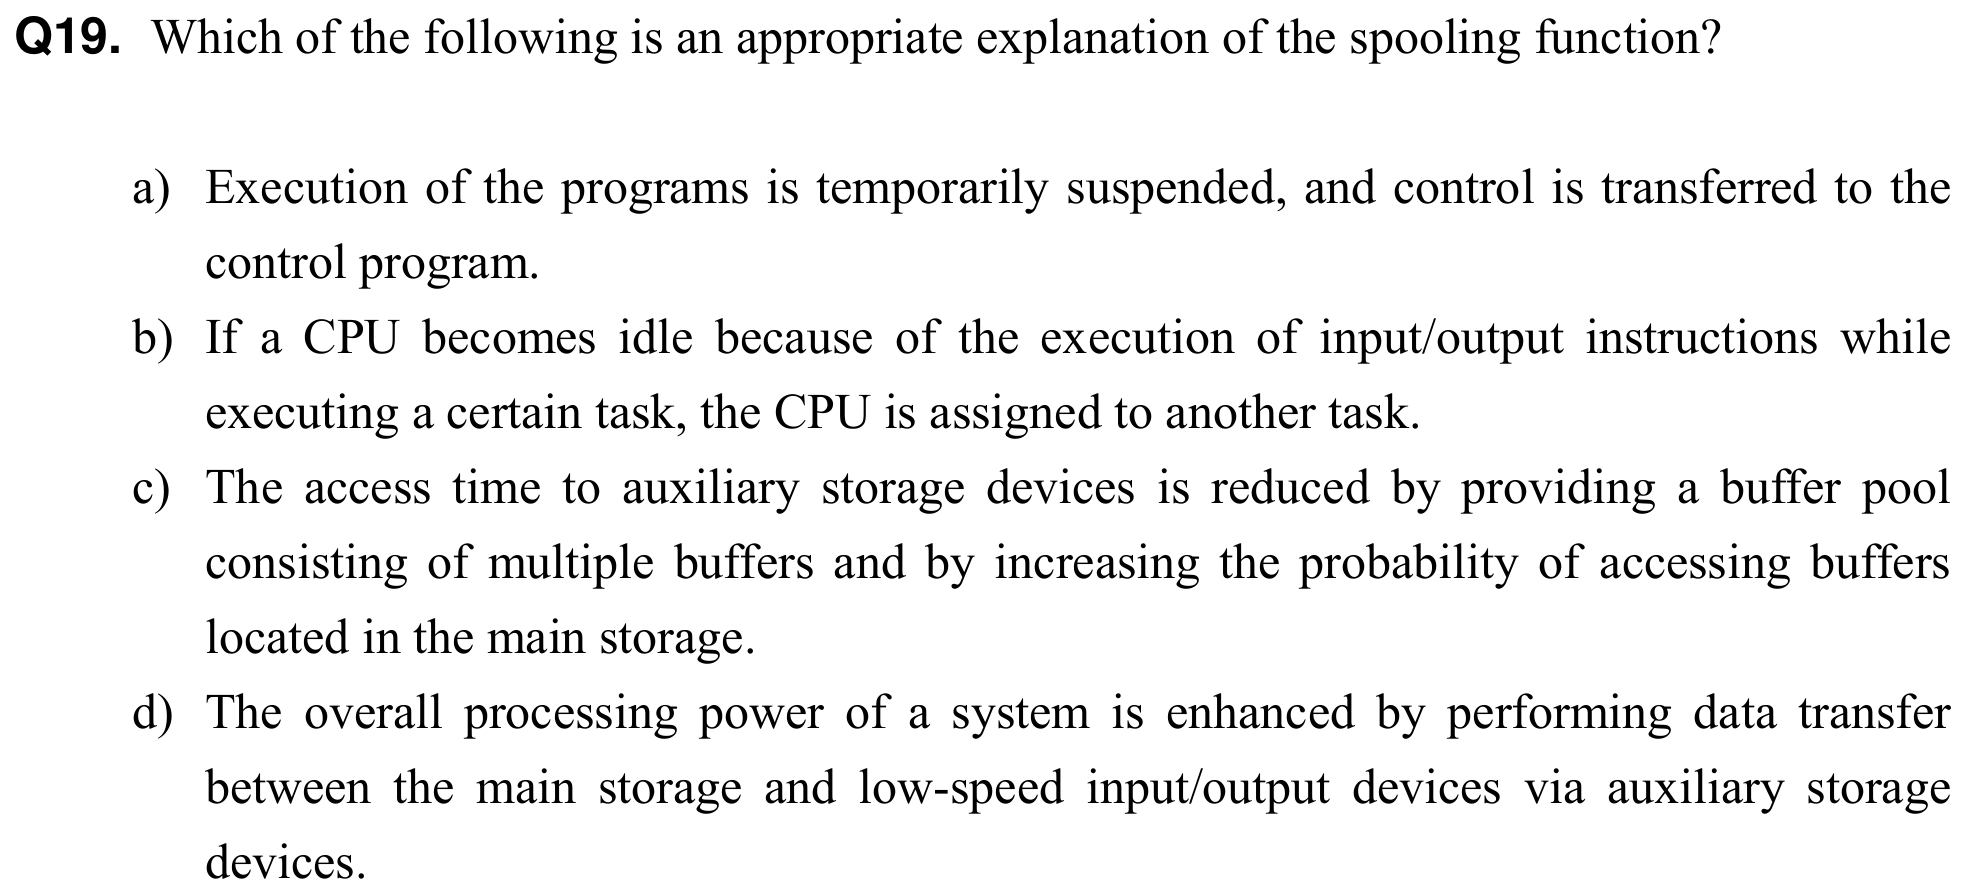 Q19. Which of the following is an appropriate explanation of the spooling function?
a) Execution of the programs is temporarily suspended, and control is transferred to the
control program.
b) If a CPU becomes idle because of the execution of input/output instructions while
executing a certain task, the CPU is assigned to another task.
c) The access time to auxiliary storage devices is reduced by providing a buffer pool
consisting of multiple buffers and by increasing the probability of accessing buffers
located in the main storage.
d) The overall processing power of a system is enhanced by performing data transfer
between the main storage and low-speed input/output devices via auxiliary storage
devices.